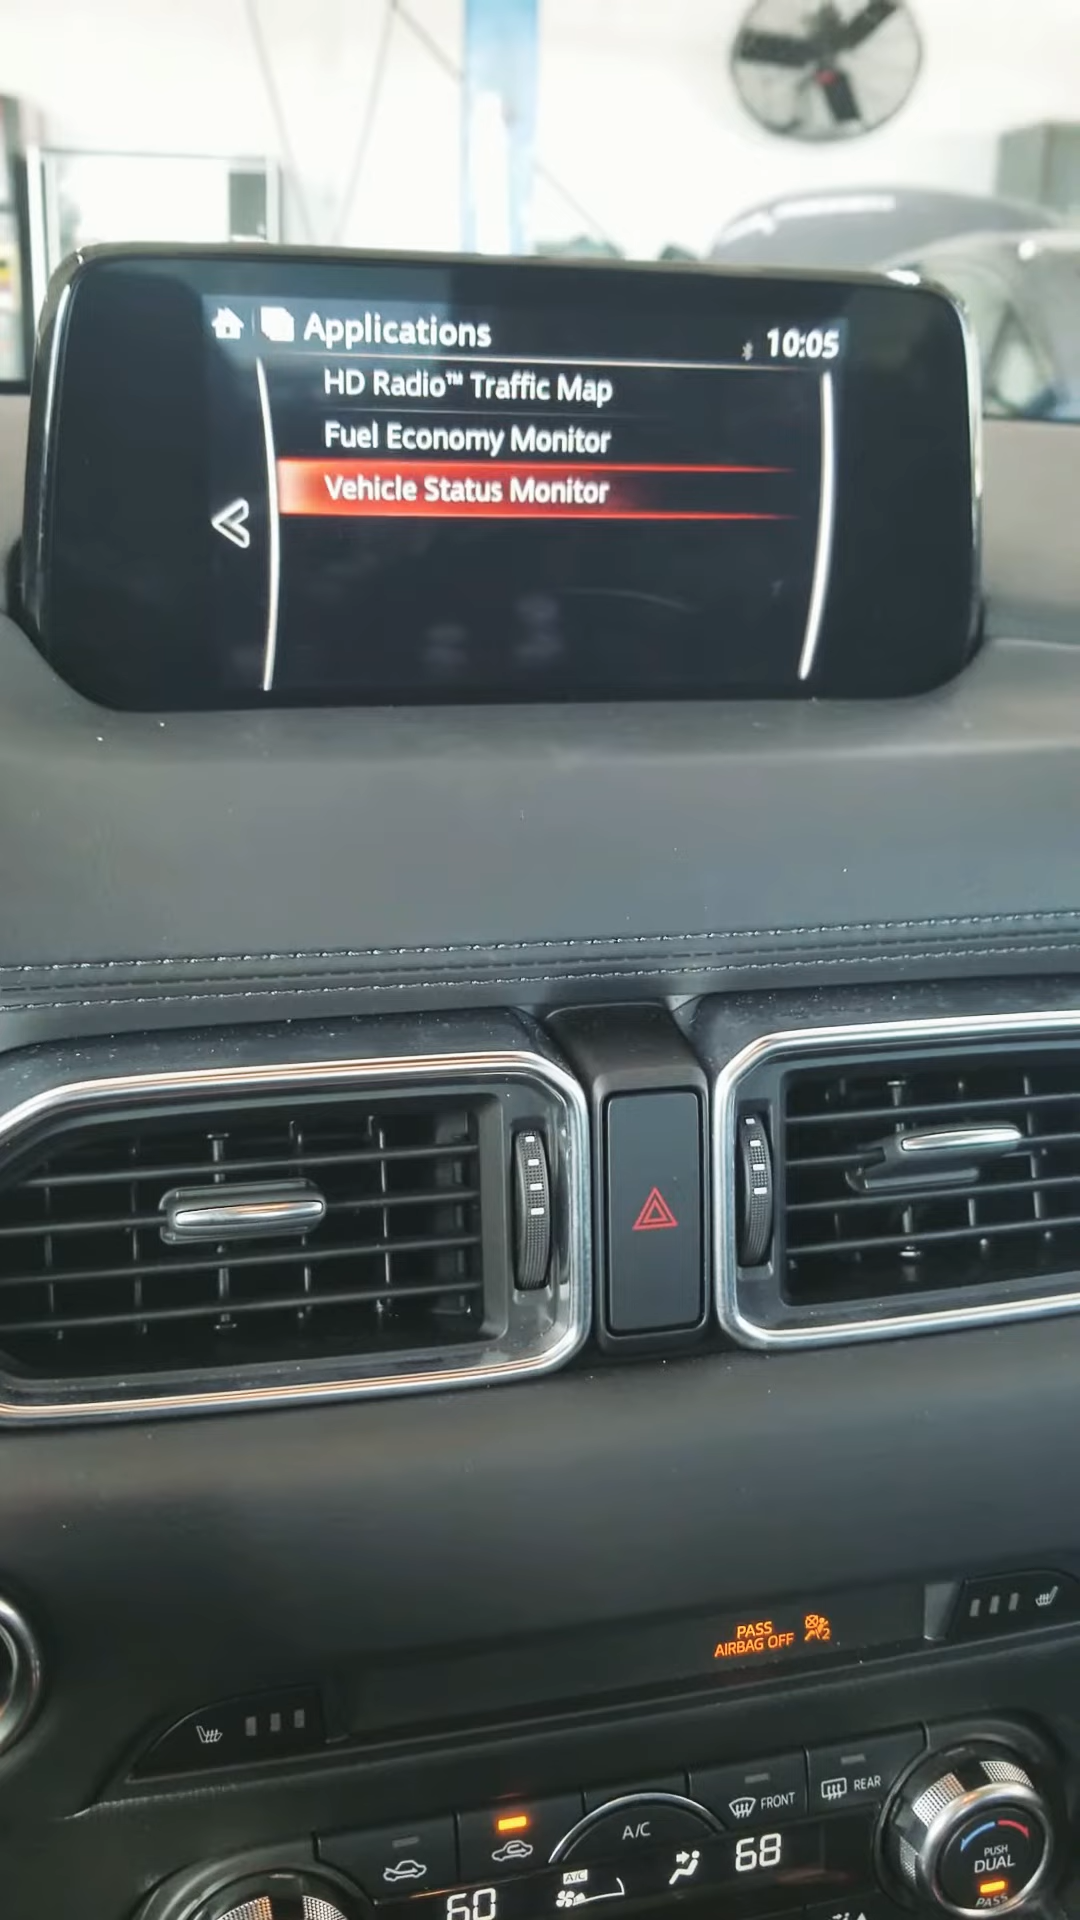 Applications
10:05
HD Radio™ Traffic Map
Fuel Economy Monitor
Vehicle Status Monitor
PASS
AIRBAG OFF
2
A/C
FRONT
REAR
A/C
60
68
PUSH
DUAL
PASS